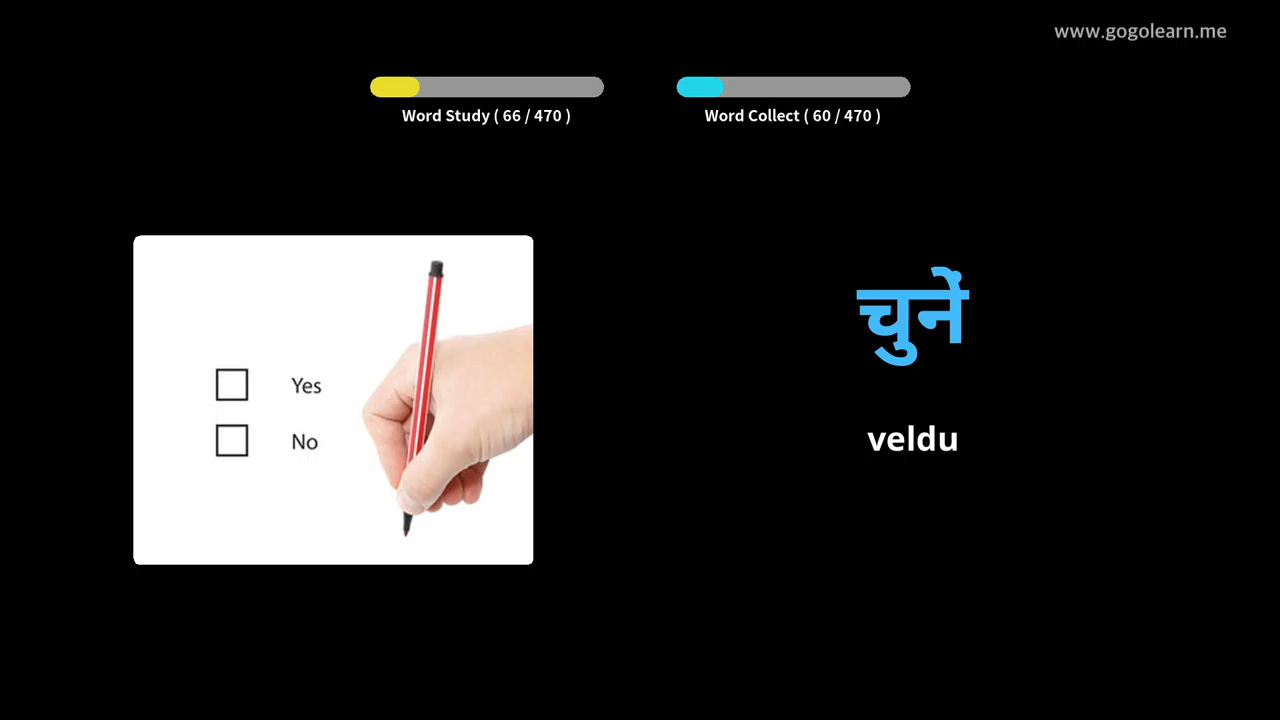 www.gogolearn.me
Word Study ( 66 / 470 )
Word Collect ( 60 / 470 )
Yes
No
चुनें
veldu